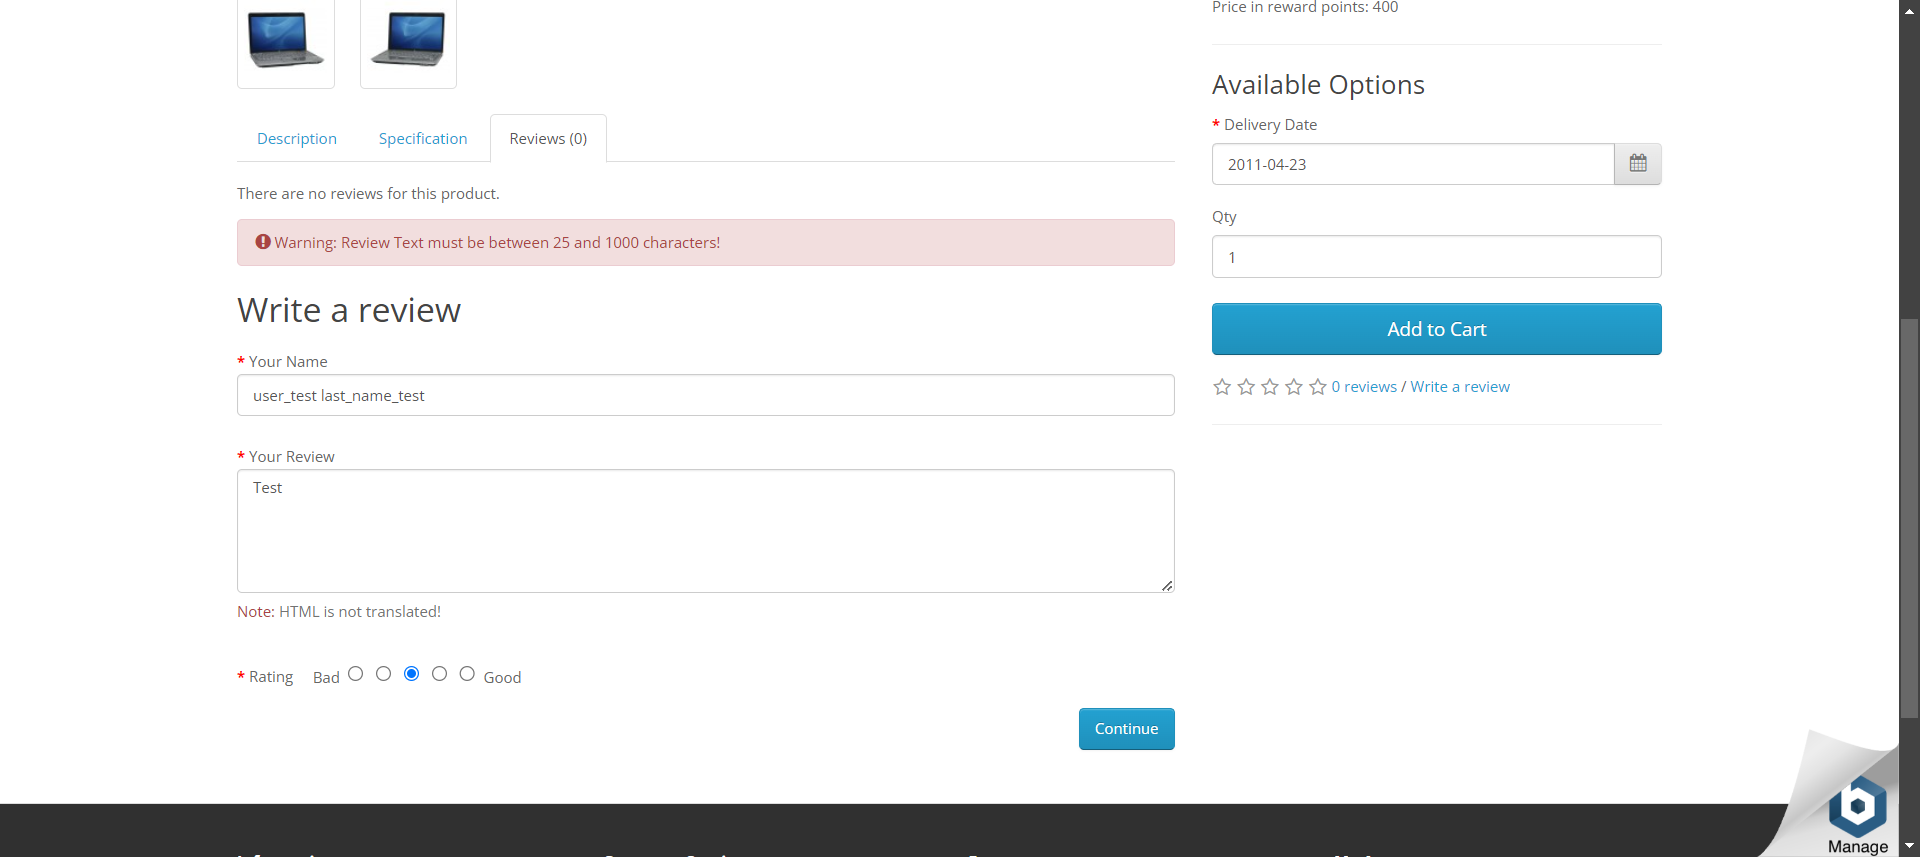 Price in reward points: 400
Available Options
* Delivery Date
2011-04-23
Qty
1
Add to Cart
0 reviews / Write a review
Description
Specification
Reviews (0)
There are no reviews for this product.
Warning: Review Text must be between 25 and 1000 characters!
Write a review
* Your Name
user_test last_name_test
* Your Review
Test
Note: HTML is not translated!
* Rating Bad Good
Continue
Manage